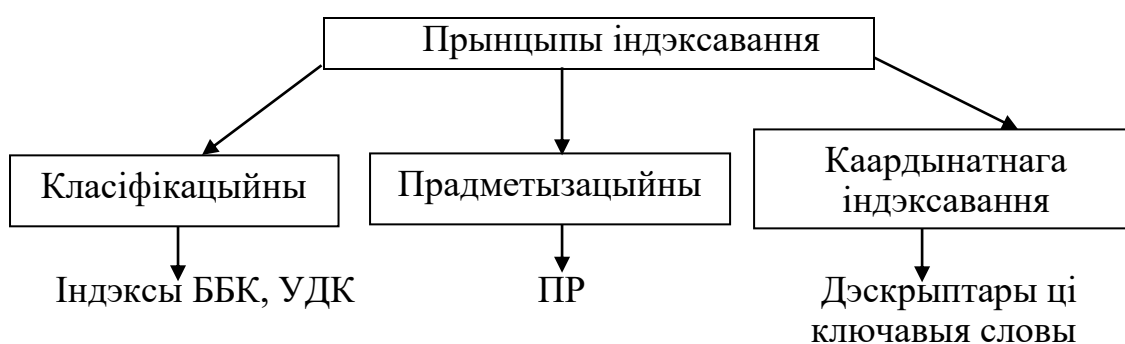 Прынцыпы індэксавання
Класіфікацыйны
Прадметызацыйны
Каардынатнага
індэксавання
Індэксы ББК, УДК
ПР
Дэскрыптары ці
ключавыя словы